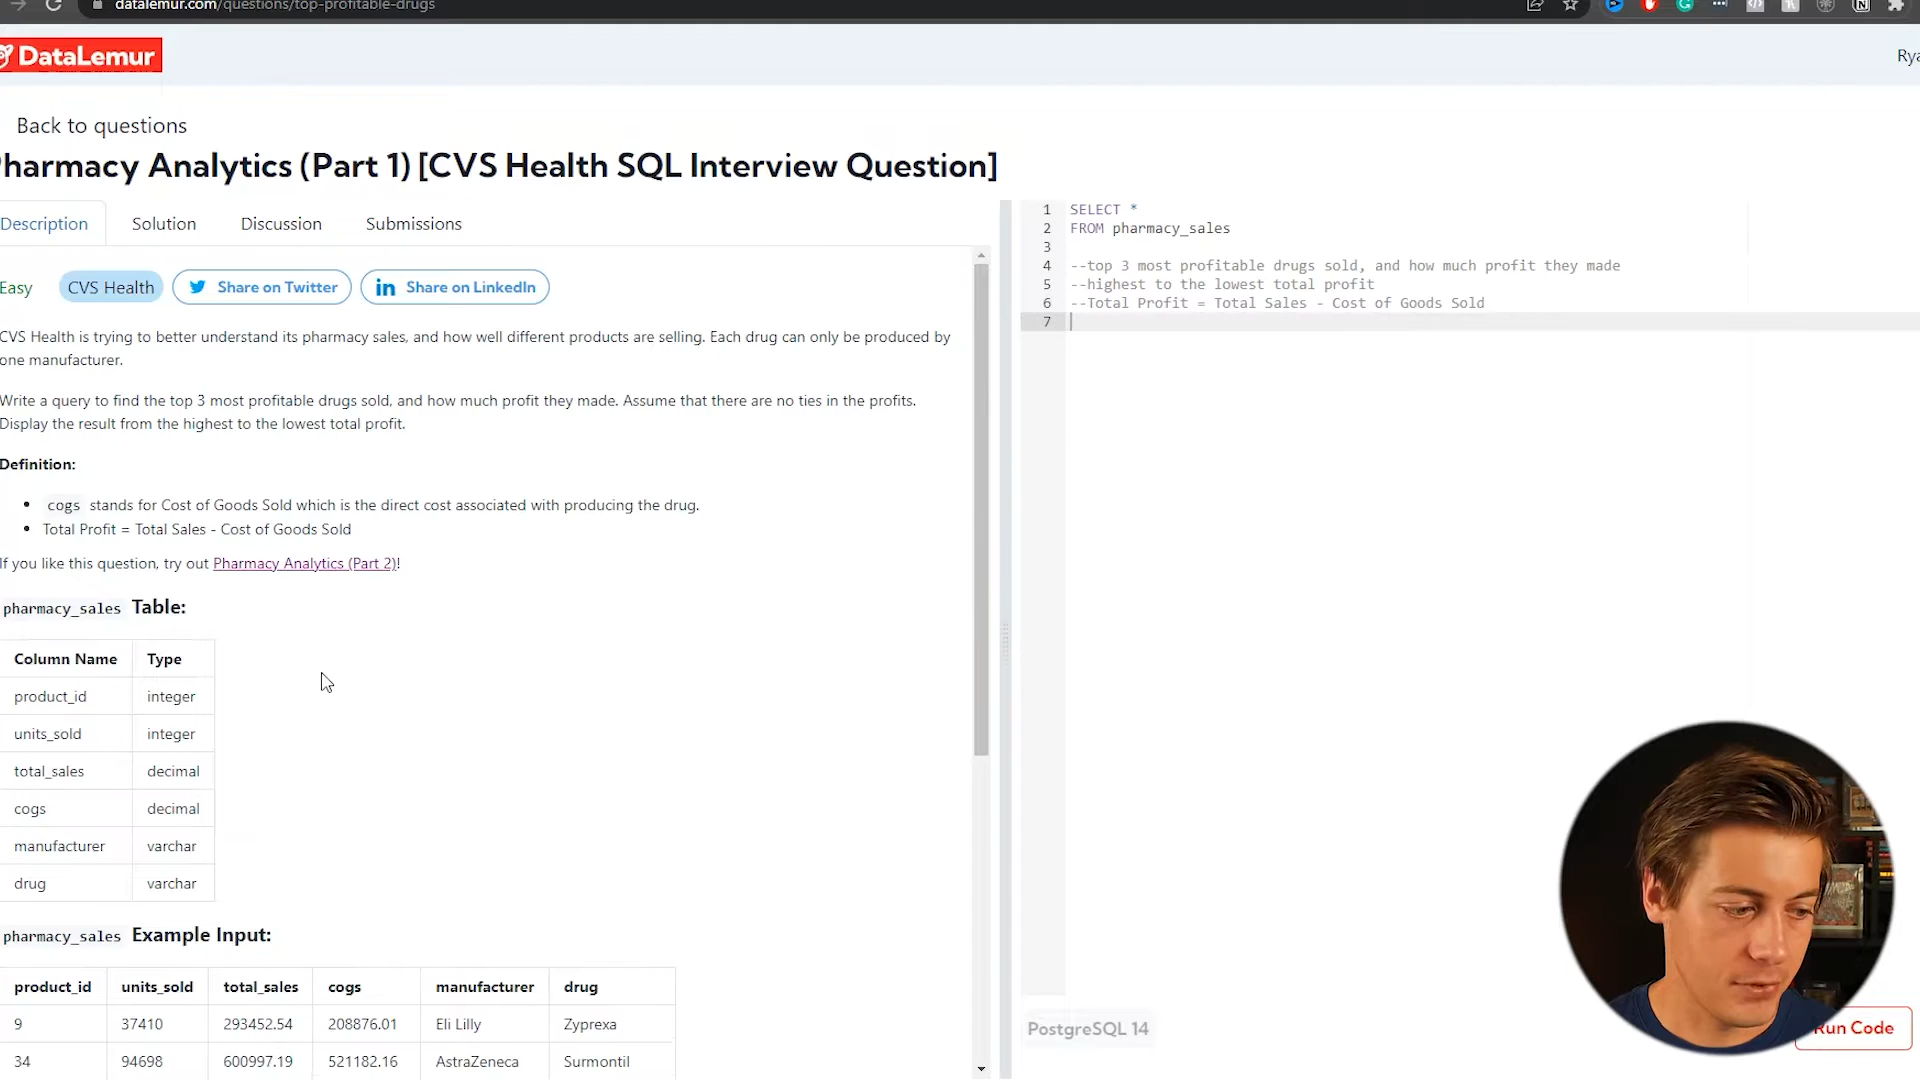 datalemur.com/questions/top-profitable-drugs
DataLemur
Rya
Back to questions
harmacy Analytics (Part 1) [CVS Health SQL Interview Question]
Description Solution Discussion Submissions
Easy CVS Health Share on Twitter Share on LinkedIn
CVS Health is trying to better understand its pharmacy sales, and how well different products are selling. Each drug can only be produced by
one manufacturer.
Write a query to find the top 3 most profitable drugs sold, and how much profit they made. Assume that there are no ties in the profits.
Display the result from the highest to the lowest total profit.
Definition:
• cogs stands for Cost of Goods Sold which is the direct cost associated with producing the drug.
• Total Profit = Total Sales - Cost of Goods Sold
If you like this question, try out Pharmacy Analytics (Part 2)!
pharmacy_sales Table:
Column Name Type
product_id integer
units_sold integer
total_sales decimal
cogs decimal
manufacturer varchar
drug varchar
pharmacy_sales Example Input:
product_id units_sold total_sales cogs manufacturer drug
9 37410 293452.54 208876.01 Eli Lilly Zyprexa
34 94698 600997.19 521182.16 AstraZeneca Surmontil
1 SELECT *
2 FROM pharmacy_sales
3
4 --top 3 most profitable drugs sold, and how much profit they made
5 --highest to the lowest total profit
6 --Total Profit = Total Sales - Cost of Goods Sold
7
PostgreSQL 14
Run Code